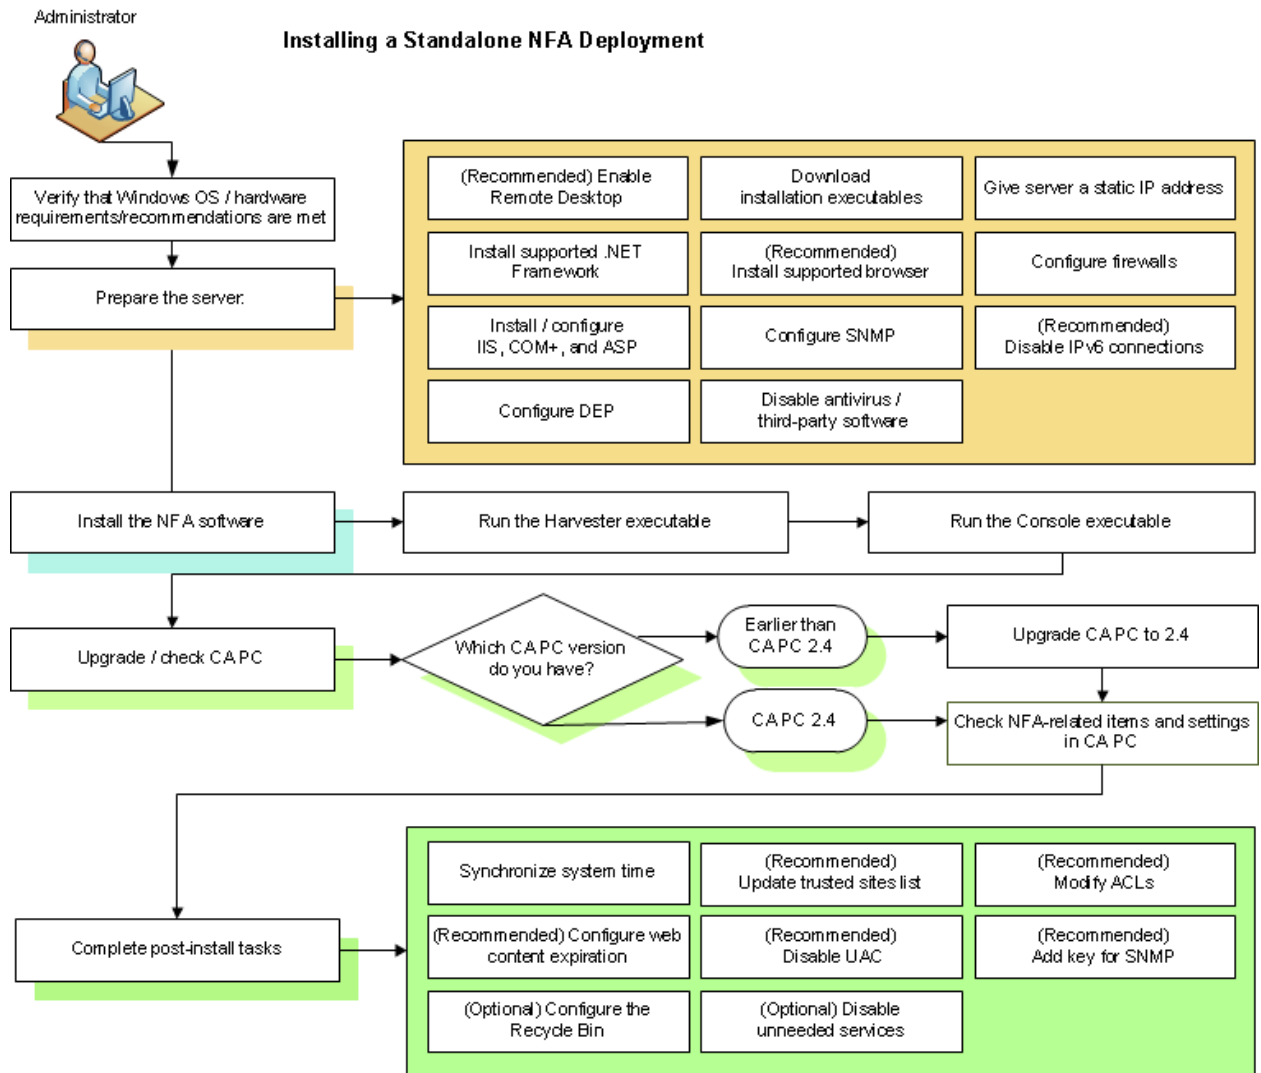 Administrator
Installing a Standalone NFA Deployment
Verify that Windows OS / hardware
requirements/recommendations are met
Prepare the server:
(Recommended) Enable
Remote Desktop
Download
installation executables
Give server a static IP address
Install supported .NET
Framework
(Recommended)
Install supported browser
Configure firewalls
Install / configure
IIS, COM+, and ASP
Configure SNMP
(Recommended)
Disable IPv6 connections
Configure DEP
Disable antivirus /
third-party software
Install the NFA software
Run the Harvester executable
Run the Console executable
Upgrade / check CA PC
Which CA PC version
do you have?
Earlier than
CA PC 2.4
Upgrade CA PC to 2.4
CA PC 2.4
Check NFA-related items and settings
in CA PC
Complete post-install tasks
Synchronize system time
(Recommended)
Update trusted sites list
(Recommended)
Modify ACLs
(Recommended) Configure web
content expiration
(Recommended)
Disable UAC
(Recommended)
Add key for SNMP
(Optional) Configure the
Recycle Bin
(Optional) Disable
unneeded services